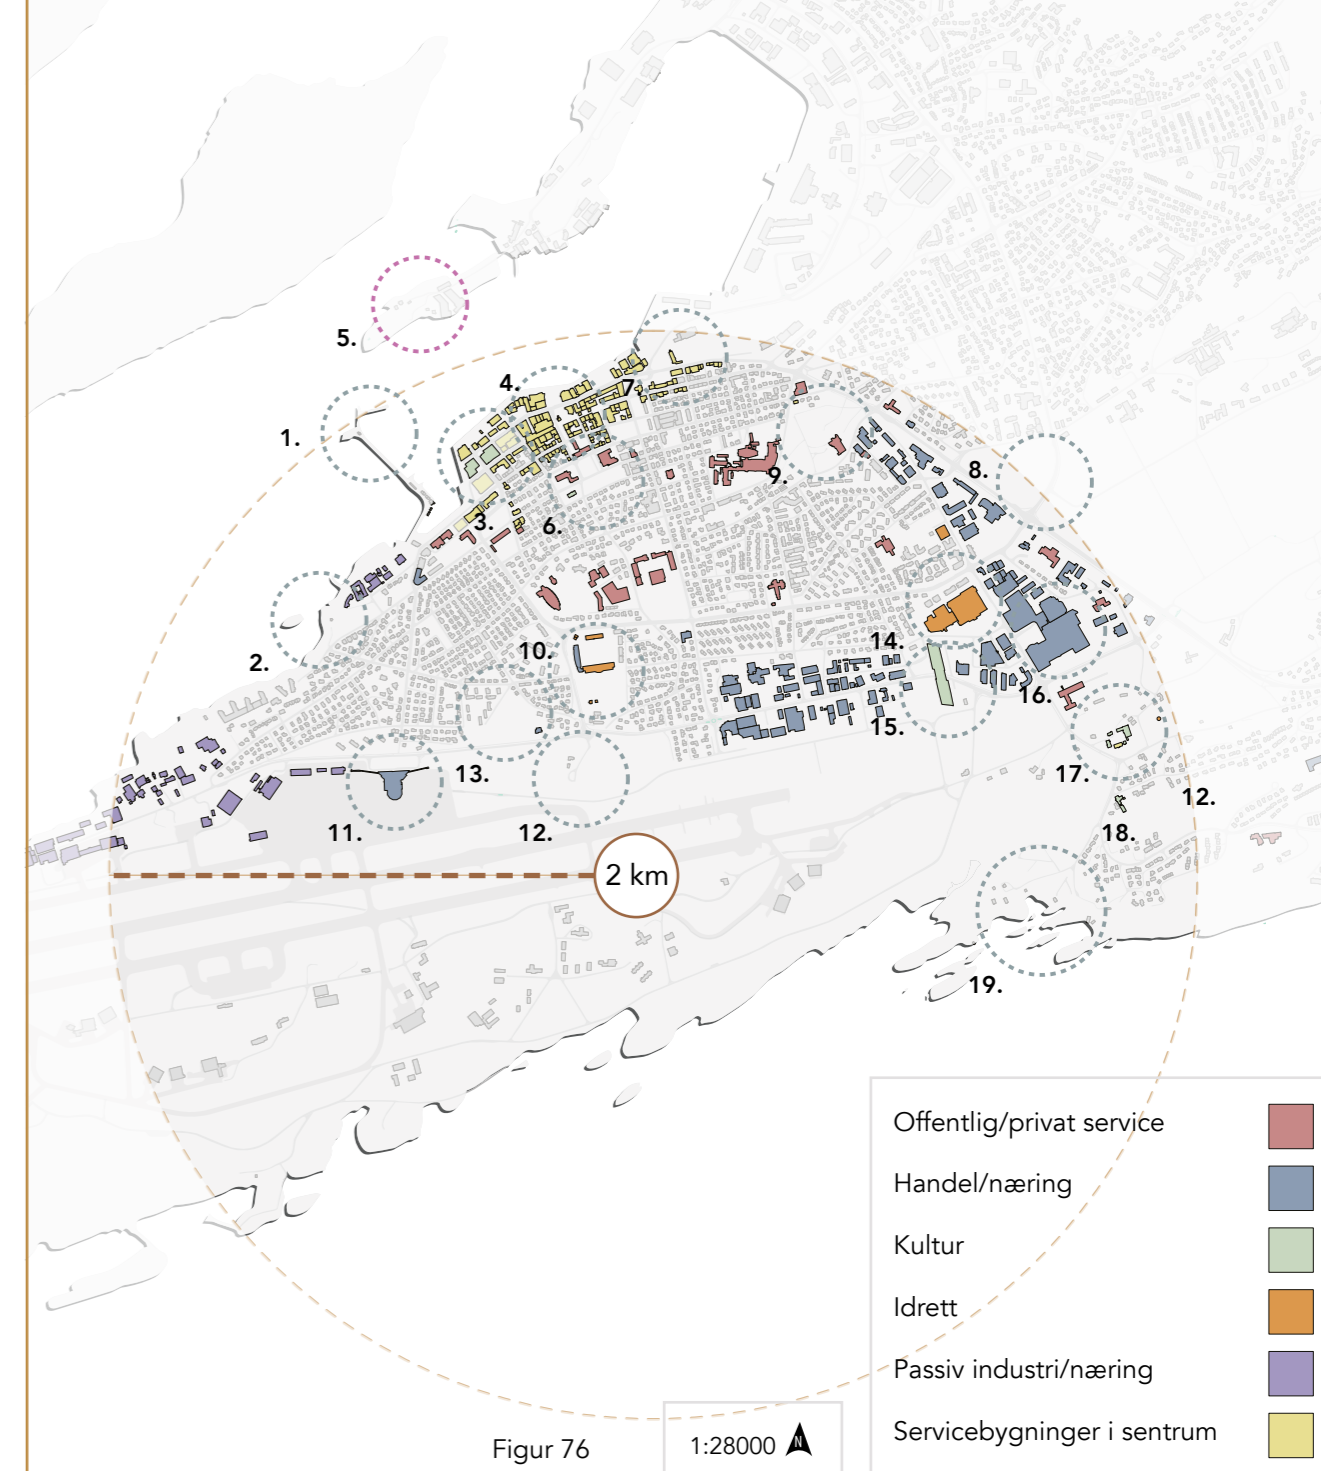 5.
4.
7.
1.
8.
9.
3.
6.
10.
14.
2.
16.
15.
13.
17.
12.
11.
12.
18.
2 km
19.
Offentlig/privat service
Handel/næring
Kultur
Idrett
Passiv industri/næring
Servicebygninger i sentrum
Figur 76
1:28000
N